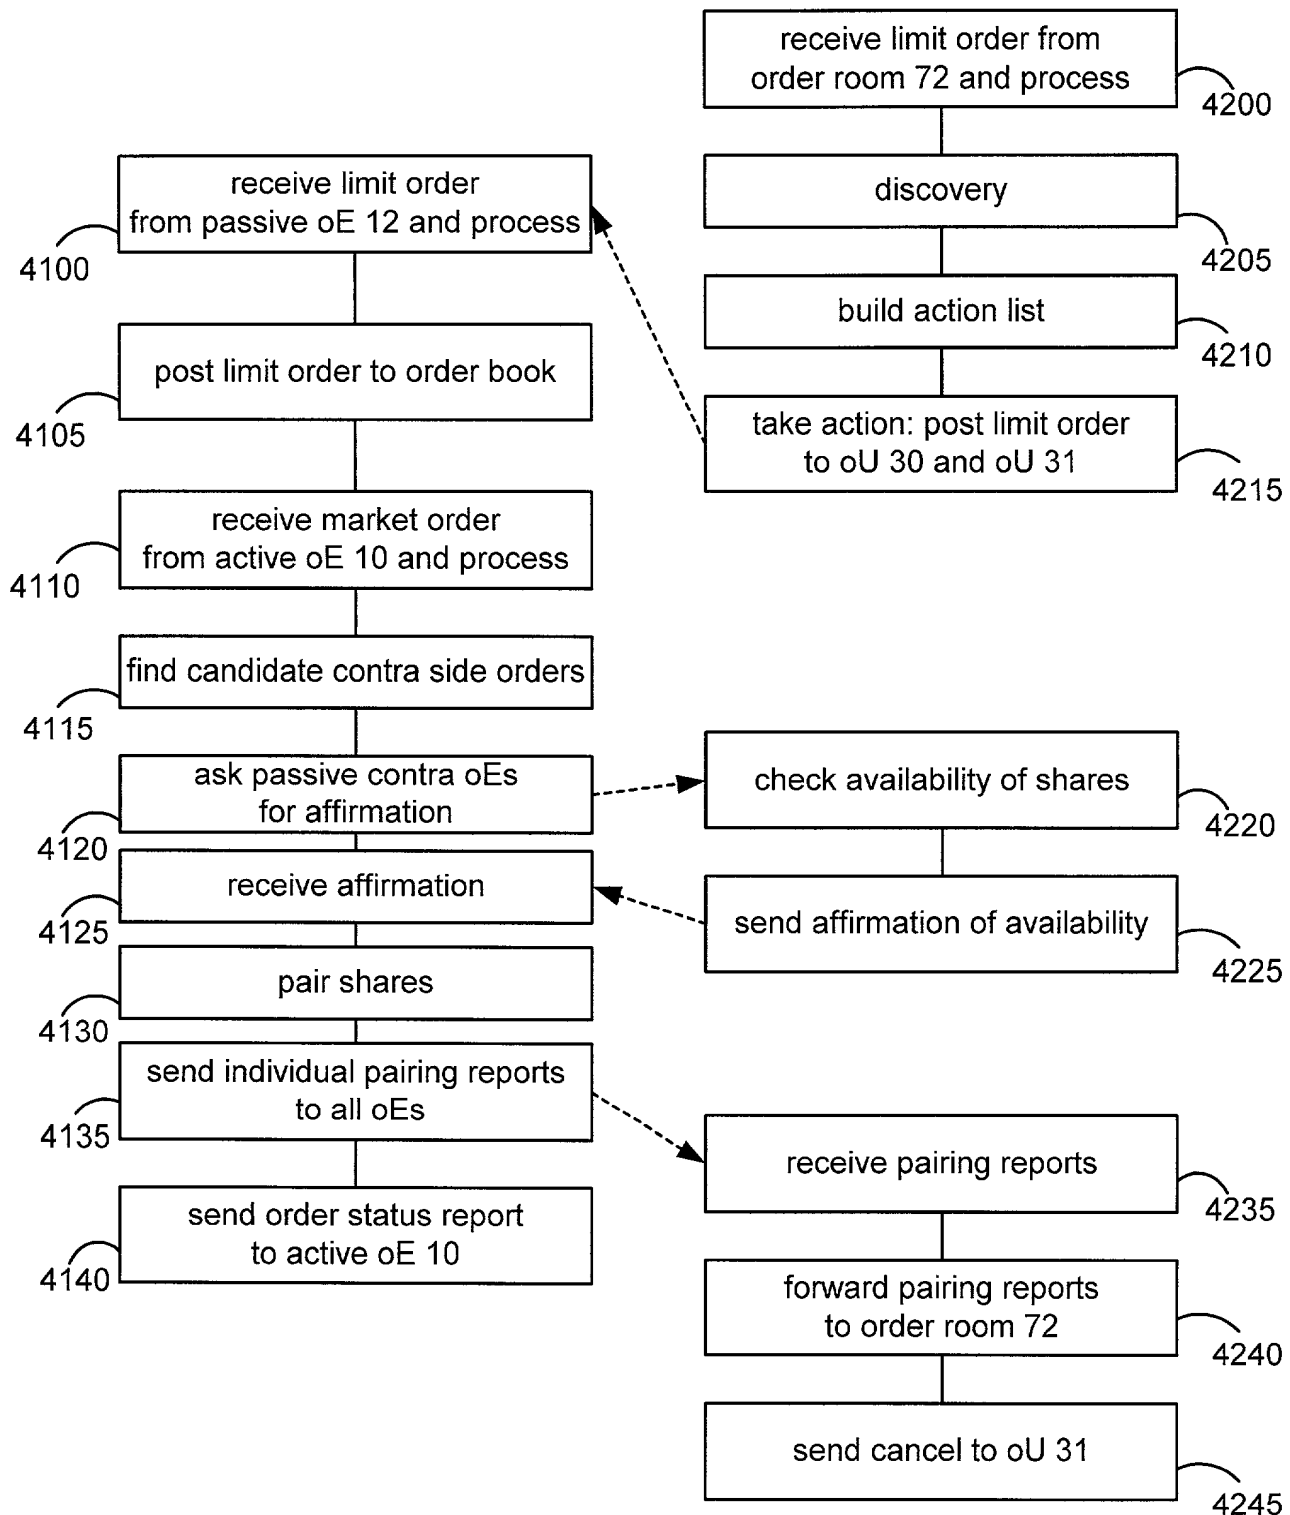 receive limit order from
order room 72 and process
4200
discovery
4205
build action list
4210
take action: post limit order
to oU 30 and oU 31
4215
receive limit order
from passive oE 12 and process
4100
post limit order to order book
4105
receive market order
from active oE 10 and process
4110
find candidate contra side orders
4115
ask passive contra oEs
for affirmation
4120
check availability of shares
4220
receive affirmation
4125
send affirmation of availability
4225
pair shares
4130
send individual pairing reports
to all oEs
4135
receive pairing reports
4235
send order status report
to active oE 10
4140
forward pairing reports
to order room 72
4240
send cancel to oU 31
4245